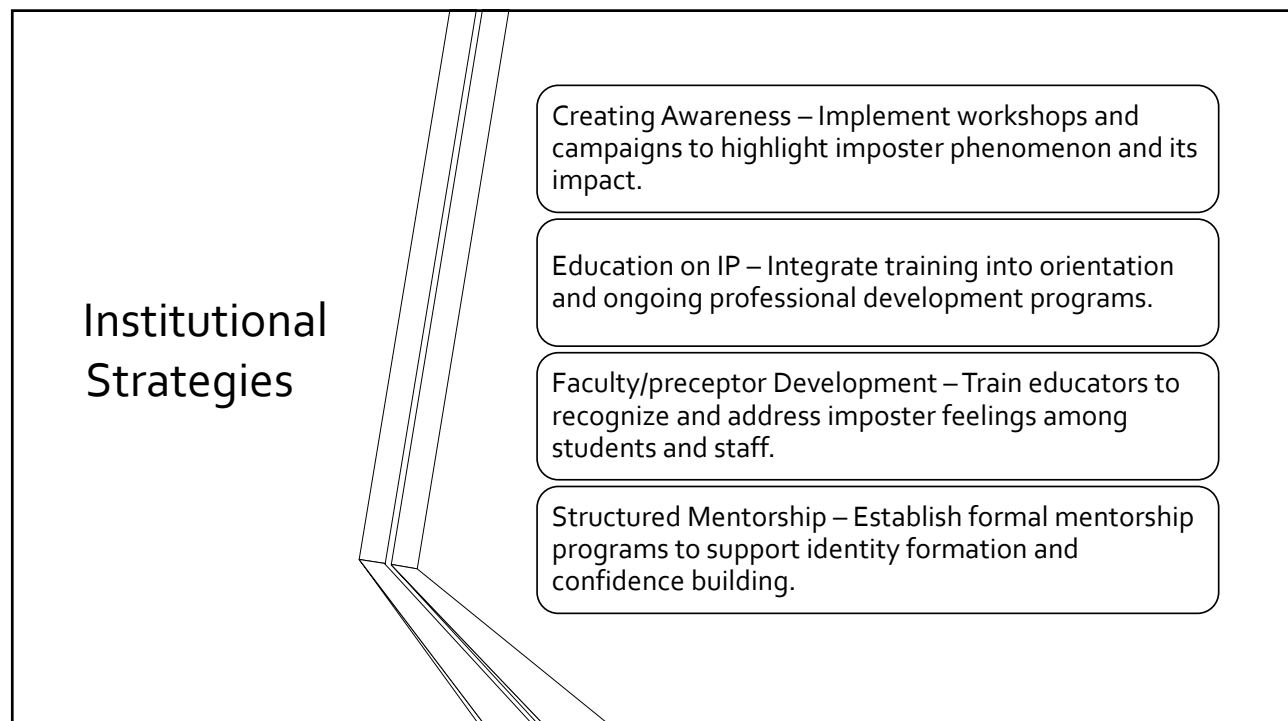 Institutional
Strategies
Creating Awareness – Implement workshops and
campaigns to highlight imposter phenomenon and its
impact.
Education on IP – Integrate training into orientation
and ongoing professional development programs.
Faculty/preceptor Development – Train educators to
recognize and address imposter feelings among
students and staff.
Structured Mentorship – Establish formal mentorship
programs to support identity formation and
confidence building.